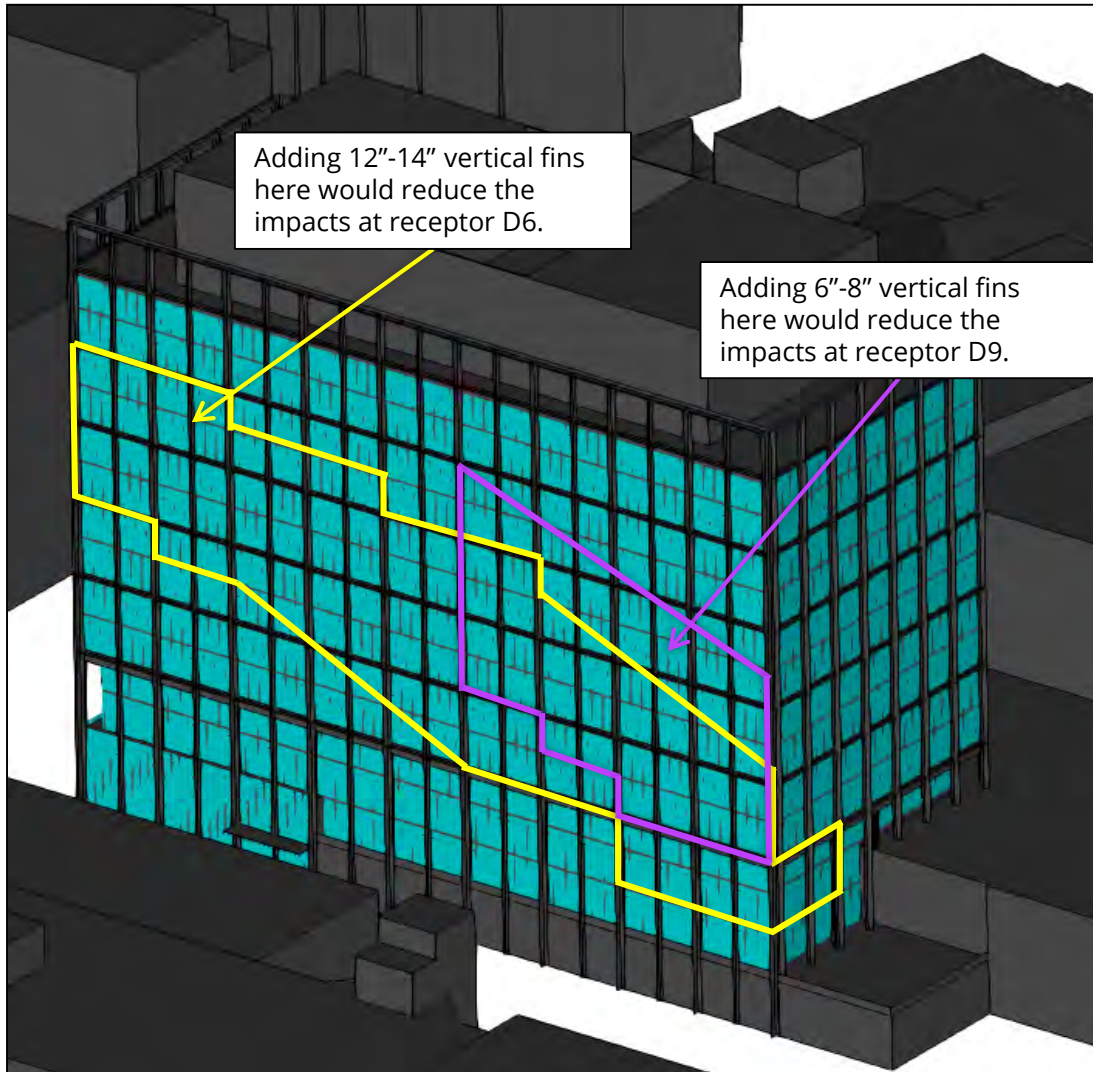 Adding 12”-14” vertical fins
here would reduce the
impacts at receptor D6.
Adding 6”-8” vertical fins
here would reduce the
impacts at receptor D9.